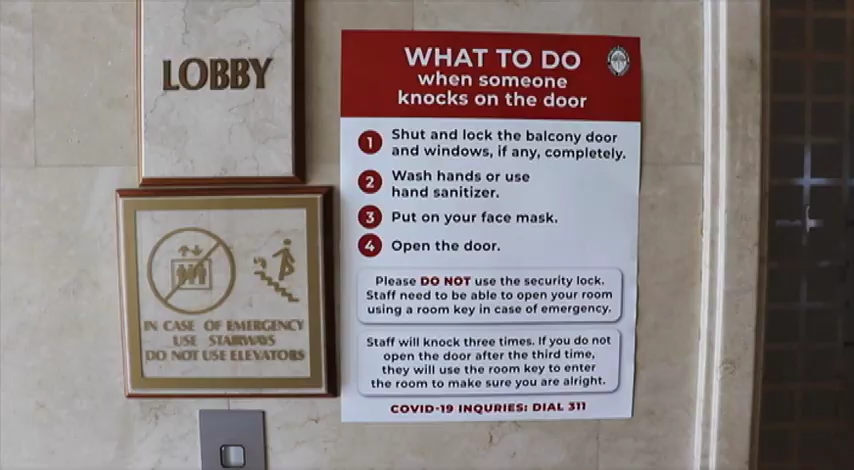 LOBBY
IN CASE OF EMERGENCY
USE STAIRWAYS
DO NOT USE ELEVATORS
WHAT TO DO
when someone
knocks on the door
1 Shut and lock the balcony door
and windows, if any, completely.
2 Wash hands or use
hand sanitizer.
3 Put on your face mask.
4 Open the door.
Please DO NOT use the security lock.
Staff need to be able to open your room
using a room key in case of emergency.
Staff will knock three times. If you do not
open the door after the third time,
they will use the room key to enter
the room to make sure you are alright.
COVID-19 INQURIES: DIAL 311